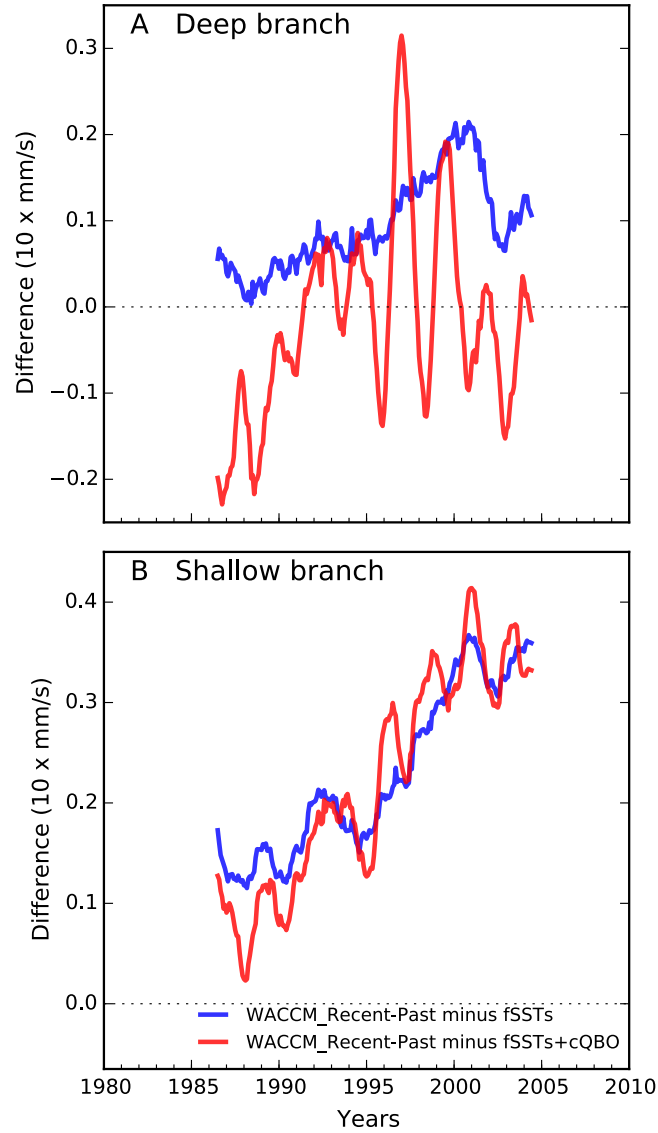 A Deep branch
0.3
0.2
0.1
0.0
−0.1
−0.2
Difference (10 x mm/s)
B Shallow branch
0.4
0.3
0.2
0.1
0.0
Difference (10 x mm/s)
WACCM_Recent-Past minus fSSTs
WACCM_Recent-Past minus fSSTs+cQBO
1980 1985 1990 1995 2000 2005 2010
Years